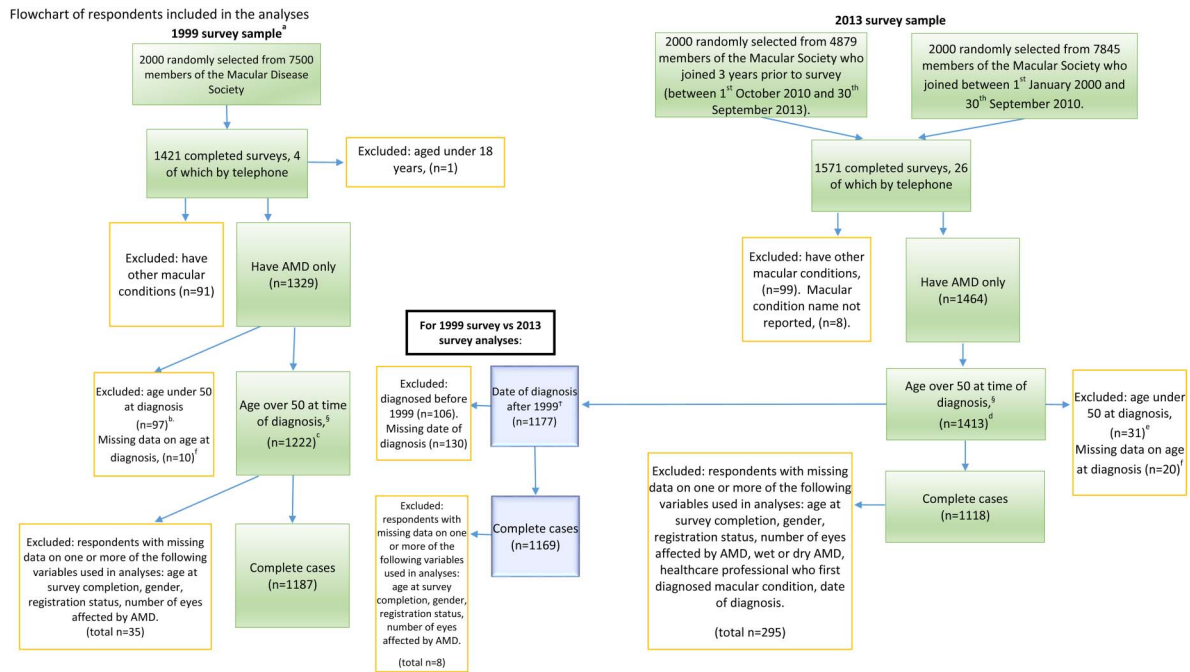 Flowchart of respondents included in the analyses
1999 survey sample^a
2000 randomly selected from 7500
members of the Macular Disease
Society
1421 completed surveys, 4
of which by telephone
Excluded: aged under 18
years, (n=1)
Excluded: have
other macular
conditions (n=91)
Have AMD only
(n=1329)
Excluded: age under 50
at diagnosis
(n=97)^b.
Missing data on age at
diagnosis, (n=10)^f
Age over 50 at time
of diagnosis,^§
(n=1222)^c
Excluded: respondents with missing
data on one or more of the following
variables used in analyses: age at
survey completion, gender,
registration status, number of eyes
affected by AMD.
(total n=35)
Complete cases
(n=1187)
For 1999 survey vs 2013
survey analyses:
Excluded:
diagnosed before
1999 (n=106).
Missing date of
diagnosis (n=130)
Date of diagnosis
after 1999^†
(n=1177)
Excluded:
respondents with
missing data on one
or more of the
following variables
used in analyses:
age at survey
completion, gender,
registration status,
number of eyes
affected by AMD.
(total n=8)
Complete cases
(n=1169)
2013 survey sample
2000 randomly selected from 4879
members of the Macular Society who
joined 3 years prior to survey
(between 1^st October 2010 and 30^th
September 2013).
2000 randomly selected from 7845
members of the Macular Society who
joined between 1^st January 2000 and
30^th September 2010.
1571 completed surveys, 26
of which by telephone
Excluded: have other
macular conditions,
(n=99). Macular
condition name not
reported, (n=8).
Have AMD only
(n=1464)
Age over 50 at time of
diagnosis,^§
(n=1413)^d
Excluded: age under
50 at diagnosis,
(n=31)^e
Missing data on age
at diagnosis (n=20)^f
Excluded: respondents with missing
data on one or more of the following
variables used in analyses: age at
survey completion, gender,
registration status, number of eyes
affected by AMD, wet or dry AMD,
healthcare professional who first
diagnosed macular condition, date
of diagnosis.
(total n=295)
Complete cases
(n=1118)